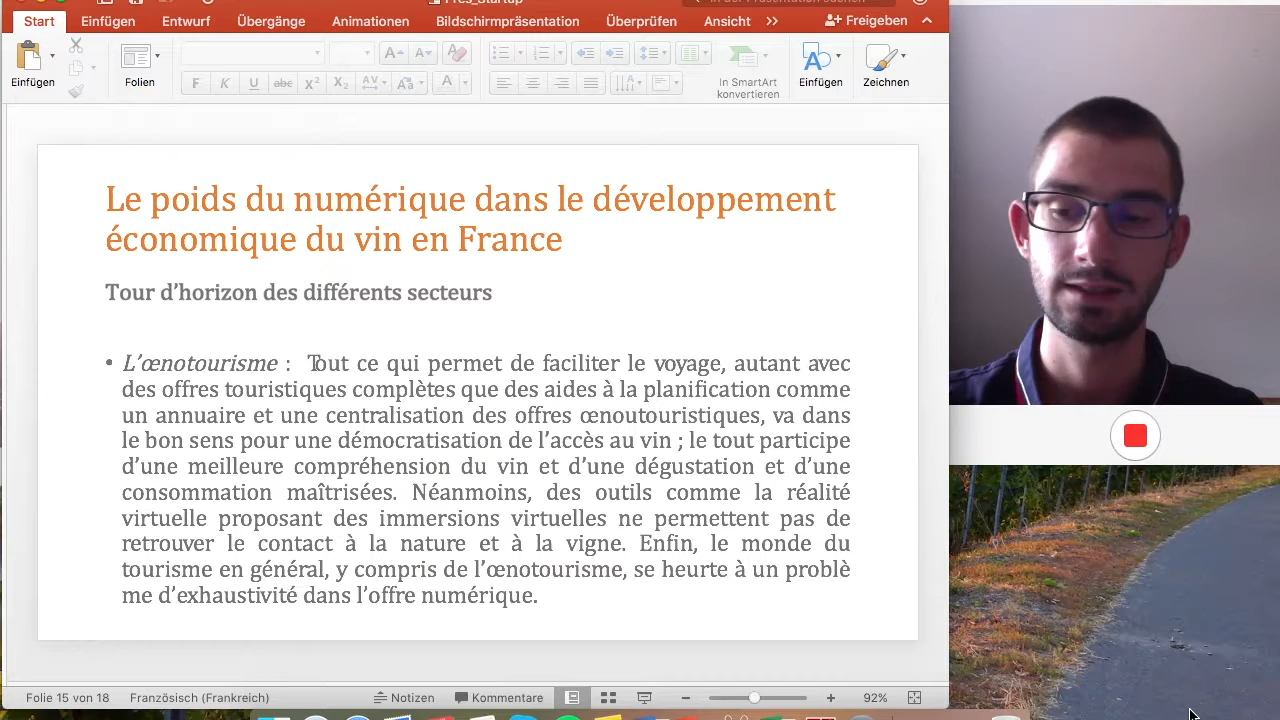 Pres_Startup
Start Einfügen Entwurf Übergänge Animationen Bildschirmpräsentation Überprüfen Ansicht Freigeben
Einfügen Folien F K U abc X² X₂ AV Aa A In SmartArt konvertieren Einfügen Zeichnen
Le poids du numérique dans le développement
économique du vin en France
Tour d’horizon des différents secteurs
• L’œnotourisme : Tout ce qui permet de faciliter le voyage, autant avec
des offres touristiques complètes que des aides à la planification comme
un annuaire et une centralisation des offres œnoutouristiques, va dans
le bon sens pour une démocratisation de l’accès au vin ; le tout participe
d’une meilleure compréhension du vin et d’une dégustation et d’une
consommation maîtrisées. Néanmoins, des outils comme la réalité
virtuelle proposant des immersions virtuelles ne permettent pas de
retrouver le contact à la nature et à la vigne. Enfin, le monde du
tourisme en général, y compris de l’œnotourisme, se heurte à un problè
me d’exhaustivité dans l’offre numérique.
Folie 15 von 18 Französisch (Frankreich) Notizen Kommentare 92%